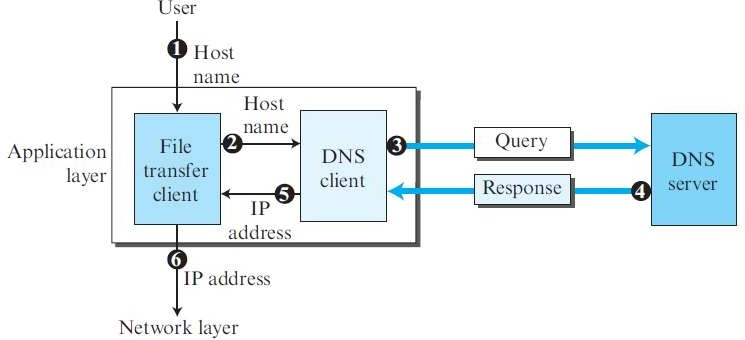 User
1 Host
name
Host
name
2
3
Query
Application
layer
File
transfer
client
DNS
client
DNS
server
5
IP
address
Response
4
6
IP address
Network layer